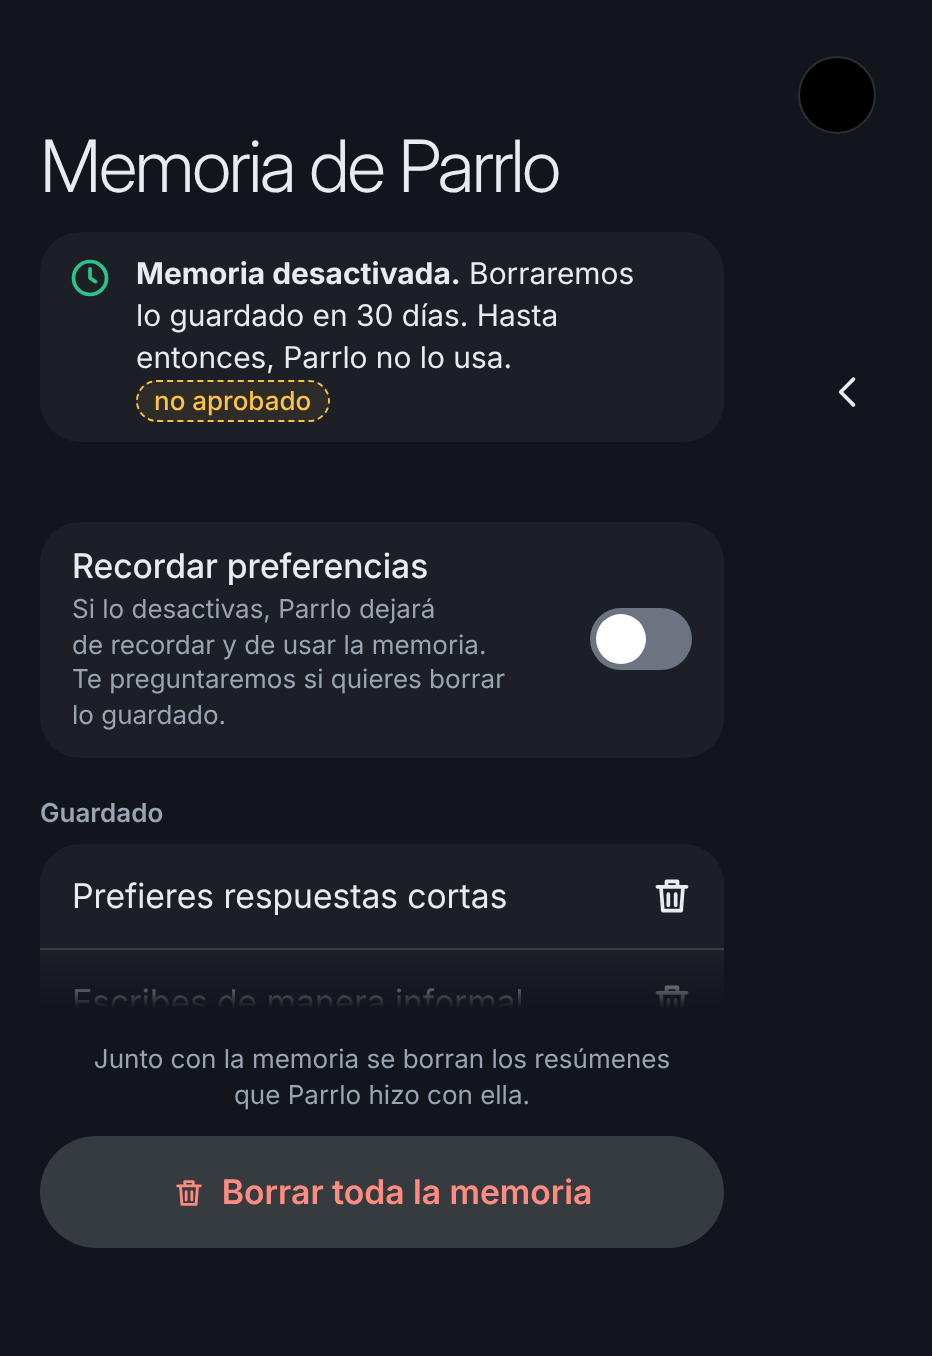 Memoria de Parrlo
Memoria desactivada. Borraremos
lo guardado en 30 días. Hasta
entonces, Parrlo no lo usa.
no aprobado
Recordar preferencias
Si lo desactivas, Parrlo dejará
de recordar y de usar la memoria.
Te preguntaremos si quieres borrar
lo guardado.
Guardado
Prefieres respuestas cortas
Escribes de manera informal
Junto con la memoria se borran los resúmenes
que Parrlo hizo con ella.
Borrar toda la memoria